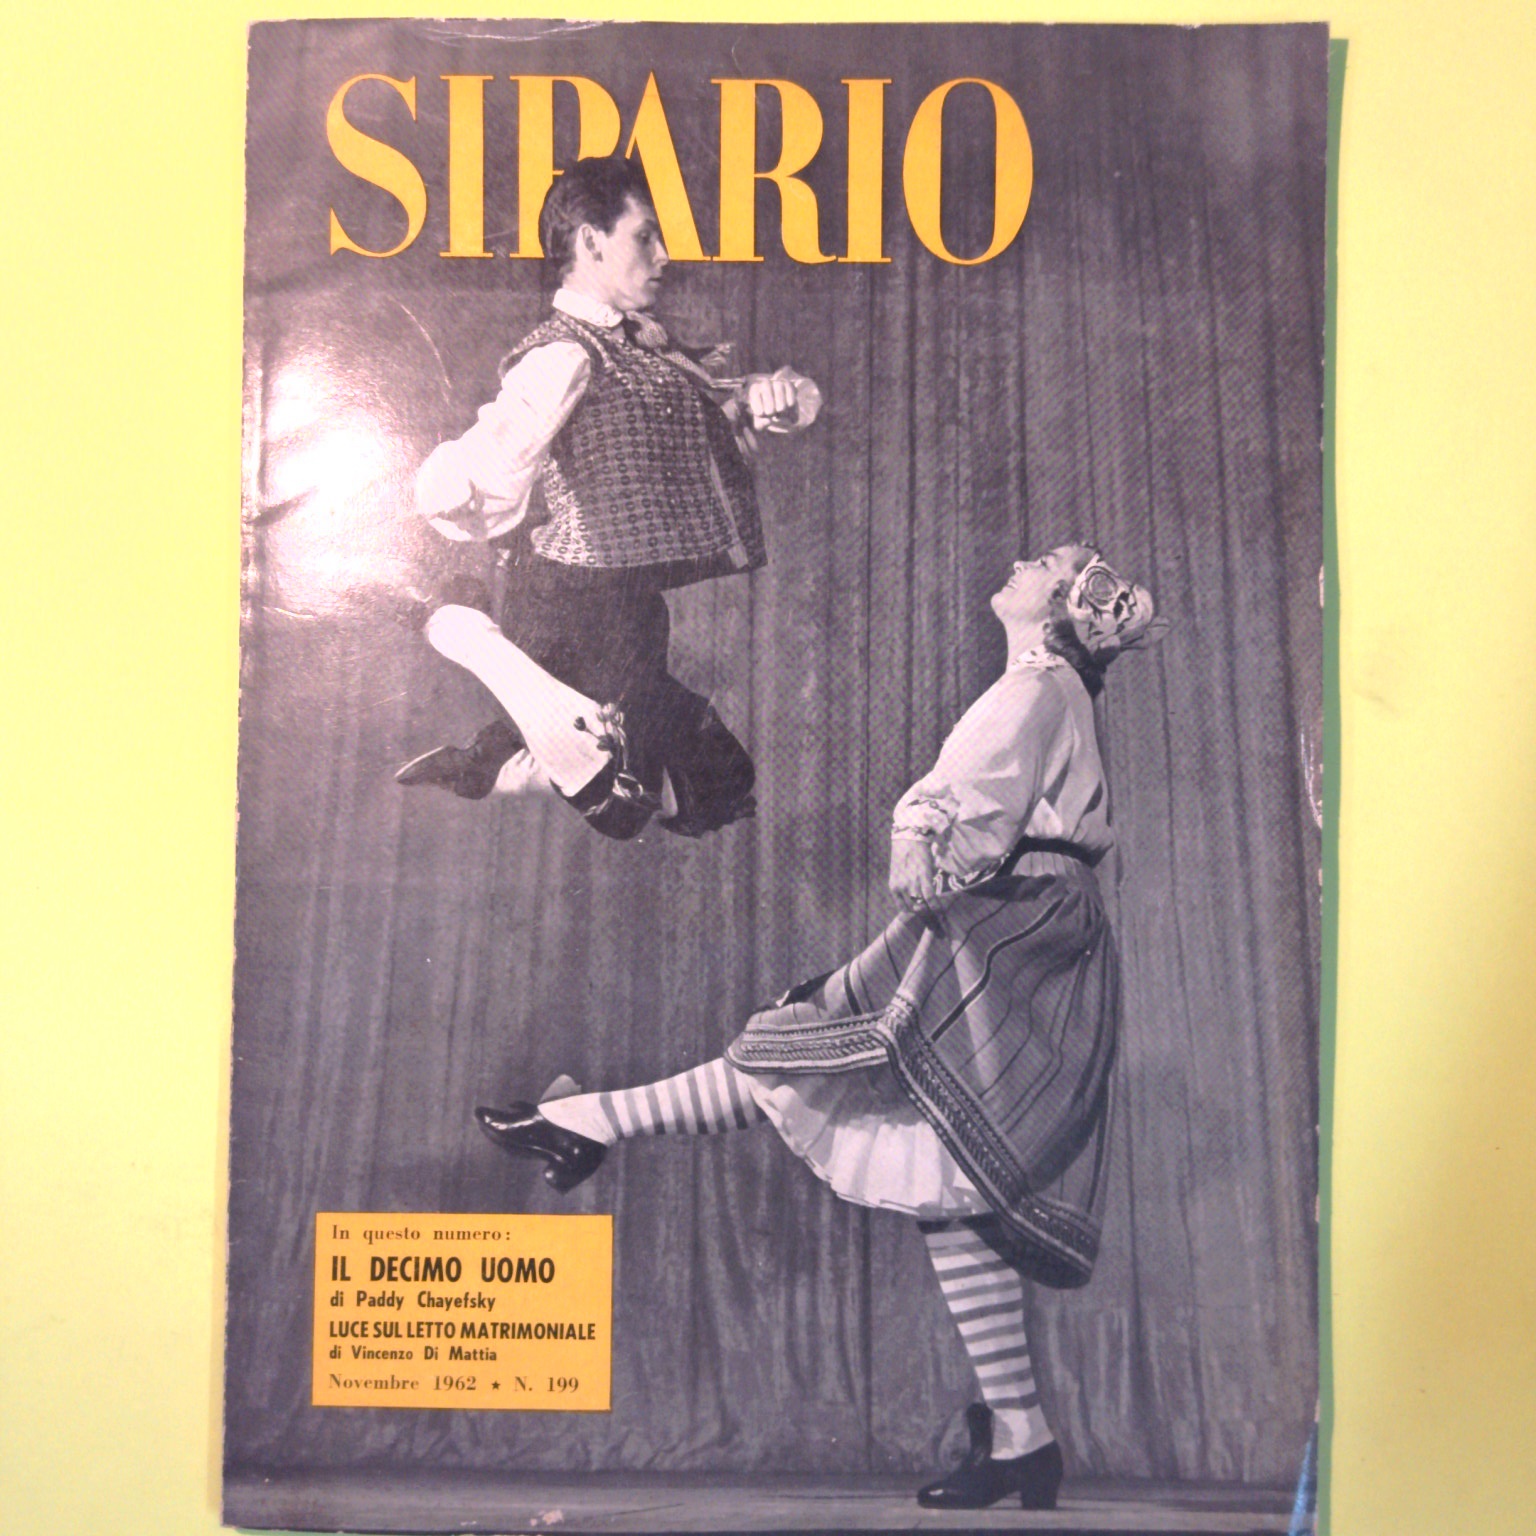 SIPARIO
In questo numero:
IL DECIMO UOMO
di Paddy Chayefsky
LUCE SUL LETTO MATRIMONIALE
di Vincenzo Di Mattia
Novembre 1962 ★ N. 199